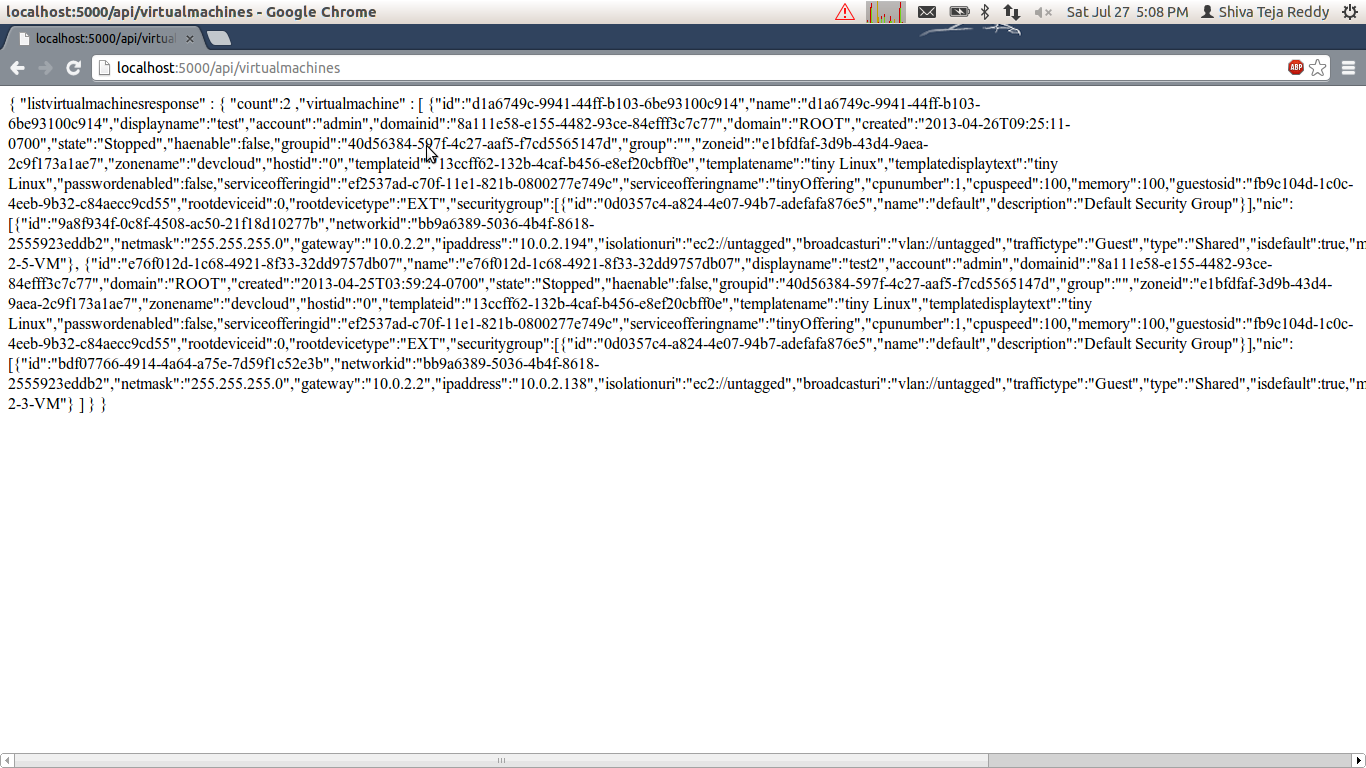 localhost:5000/api/virtualmachines - Google Chrome
Sat Jul 27 5:08 PM
Shiva Teja Reddy
localhost:5000/api/virtua
localhost:5000/api/virtualmachines
ABP
{ "listvirtualmachinesresponse" : { "count":2 ,"virtualmachine" : [ {"id":"d1a6749c-9941-44ff-b103-6be93100c914","name":"d1a6749c-9941-44ff-b103-
6be93100c914","displayname":"test","account":"admin","domainid":"8a111e58-e155-4482-93ce-84efff3c7c77","domain":"ROOT","created":"2013-04-26T09:25:11-
0700","state":"Stopped","haenable":false,"groupid":"40d56384-597f-4c27-aaf5-f7cd5565147d","group":"","zoneid":"e1bfdfaf-3d9b-43d4-9aea-
2c9f173a1ae7","zonename":"devcloud","hostid":"0","templateid":"13ccff62-132b-4caf-b456-e8ef20cbff0e","templatename":"tiny Linux","templatedisplaytext":"tiny
Linux","passwordenabled":false,"serviceofferingid":"ef2537ad-c70f-11e1-821b-0800277e749c","serviceofferingname":"tinyOffering","cpunumber":1,"cpuspeed":100,"memory":100,"guestosid":"fb9c104d-1c0c-
4eeb-9b32-c84aecc9cd55","rootdeviceid":0,"rootdevicetype":"EXT","securitygroup":[{"id":"0d0357c4-a824-4e07-94b7-adefafa876e5","name":"default","description":"Default Security Group"}],"nic":
[{"id":"9a8f934f-0c8f-4508-ac50-21f18d10277b","networkid":"bb9a6389-5036-4b4f-8618-
2555923eddb2","netmask":"255.255.255.0","gateway":"10.0.2.2","ipaddress":"10.0.2.194","isolationuri":"ec2://untagged","broadcasturi":"vlan://untagged","traffictype":"Guest","type":"Shared","isdefault":true,"m
2-5-VM"}, {"id":"e76f012d-1c68-4921-8f33-32dd9757db07","name":"e76f012d-1c68-4921-8f33-32dd9757db07","displayname":"test2","account":"admin","domainid":"8a111e58-e155-4482-93ce-
84efff3c7c77","domain":"ROOT","created":"2013-04-25T03:59:24-0700","state":"Stopped","haenable":false,"groupid":"40d56384-597f-4c27-aaf5-f7cd5565147d","group":"","zoneid":"e1bfdfaf-3d9b-43d4-
9aea-2c9f173a1ae7","zonename":"devcloud","hostid":"0","templateid":"13ccff62-132b-4caf-b456-e8ef20cbff0e","templatename":"tiny Linux","templatedisplaytext":"tiny
Linux","passwordenabled":false,"serviceofferingid":"ef2537ad-c70f-11e1-821b-0800277e749c","serviceofferingname":"tinyOffering","cpunumber":1,"cpuspeed":100,"memory":100,"guestosid":"fb9c104d-1c0c-
4eeb-9b32-c84aecc9cd55","rootdeviceid":0,"rootdevicetype":"EXT","securitygroup":[{"id":"0d0357c4-a824-4e07-94b7-adefafa876e5","name":"default","description":"Default Security Group"}],"nic":
[{"id":"bdf07766-4914-4a64-a75e-7d59f1c52e3b","networkid":"bb9a6389-5036-4b4f-8618-
2555923eddb2","netmask":"255.255.255.0","gateway":"10.0.2.2","ipaddress":"10.0.2.138","isolationuri":"ec2://untagged","broadcasturi":"vlan://untagged","traffictype":"Guest","type":"Shared","isdefault":true,"m
2-3-VM"} ] } }